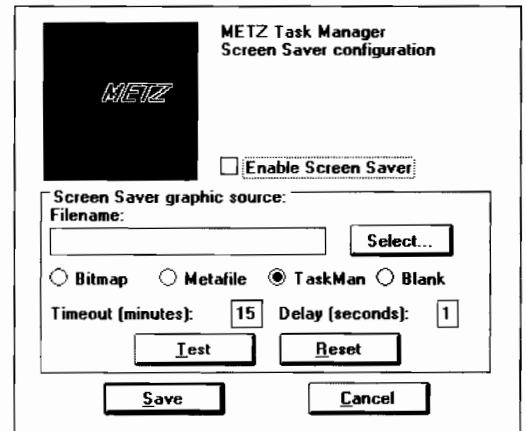 METZ Task Manager
Screen Saver configuration
METZ
Enable Screen Saver
Screen Saver graphic source:
Filename:
Select...
Bitmap Metafile TaskMan Blank
Timeout (minutes): 15 Delay (seconds): 1
Test Reset
Save Cancel